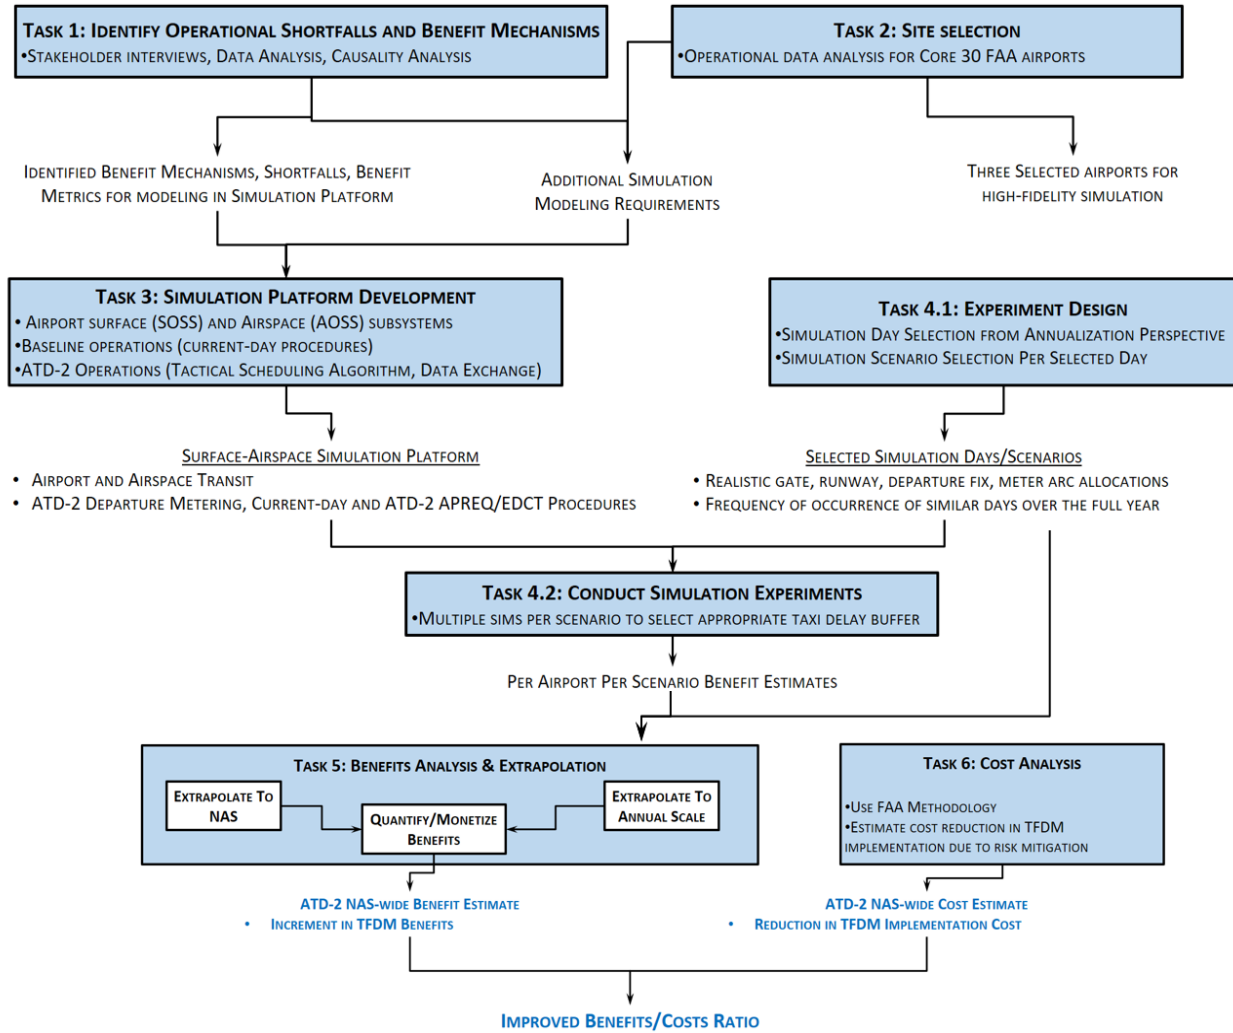 Task 1: Identify Operational Shortfalls and Benefit Mechanisms
•Stakeholder interviews, Data Analysis, Causality Analysis
Task 2: Site selection
•Operational data analysis for Core 30 FAA airports
Identified Benefit Mechanisms, Shortfalls, Benefit
Metrics for modeling in Simulation Platform
Additional Simulation
Modeling Requirements
Three Selected airports for
high-fidelity simulation
Task 3: Simulation Platform Development
• Airport surface (SOSS) and Airspace (AOSS) subsystems
•Baseline operations (current-day procedures)
•ATD-2 Operations (Tactical Scheduling Algorithm, Data Exchange)
Task 4.1: Experiment Design
•Simulation Day Selection from Annualization Perspective
•Simulation Scenario Selection Per Selected Day
Surface-Airspace Simulation Platform
• Airport and Airspace Transit
• ATD-2 Departure Metering, Current-day and ATD-2 APREQ/EDCT Procedures
Selected Simulation Days/Scenarios
• Realistic gate, runway, departure fix, meter arc allocations
• Frequency of occurrence of similar days over the full year
Task 4.2: Conduct Simulation Experiments
•Multiple sims per scenario to select appropriate taxi delay buffer
Per Airport Per Scenario Benefit Estimates
Task 5: Benefits Analysis & Extrapolation
Extrapolate To
NAS
Quantify/Monetize
Benefits
Extrapolate To
Annual Scale
Task 6: Cost Analysis
•Use FAA Methodology
•Estimate cost reduction in TFDM
implementation due to risk mitigation
ATD-2 NAS-wide Benefit Estimate
• Increment in TFDM Benefits
ATD-2 NAS-wide Cost Estimate
• Reduction in TFDM Implementation Cost
Improved Benefits/Costs Ratio